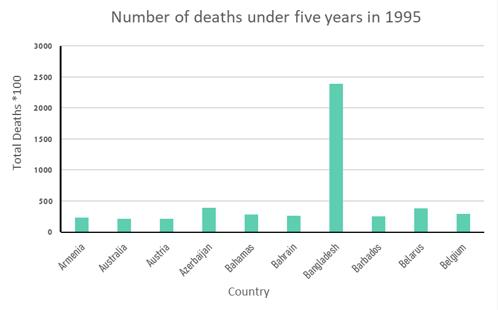 Number of deaths under five years in 1995
3000
2500
2000
1500
1000
500
0
Total Deaths *100
Armenia
Australia
Austria
Azerbaijan
Bahamas
Bahrain
Bangladesh
Barbados
Belarus
Belgium
Country